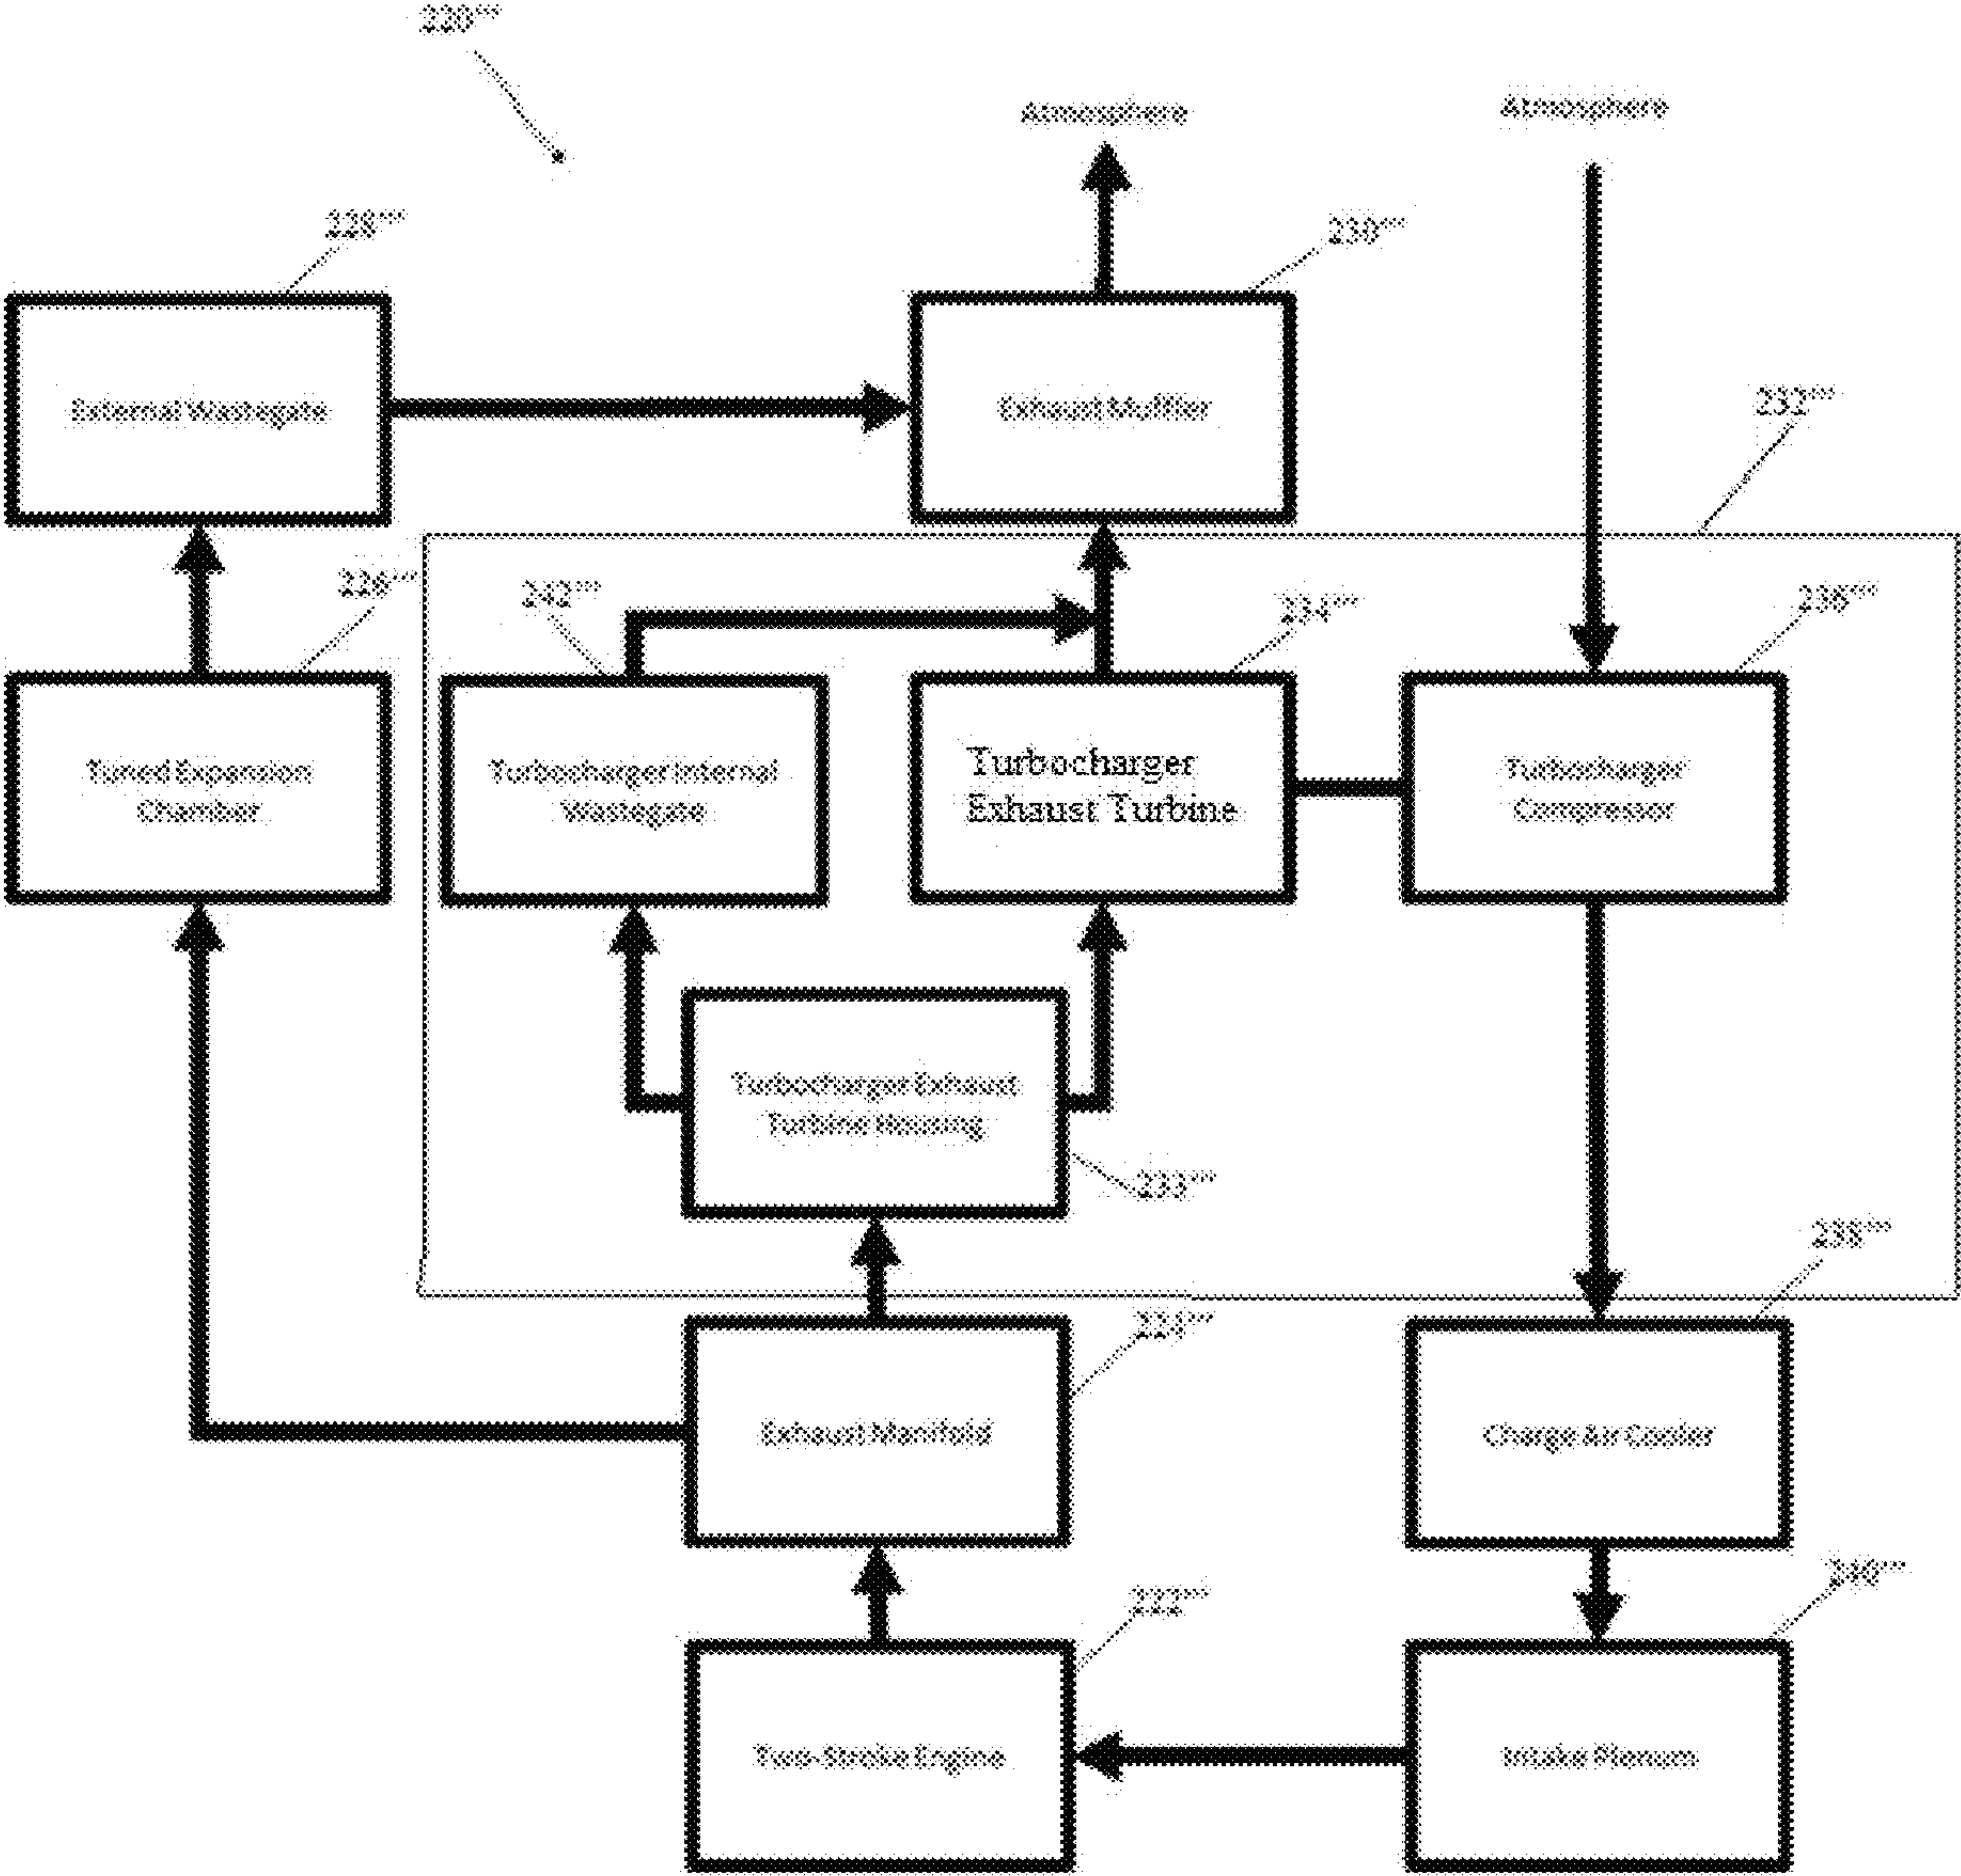 220'''
Atmosphere
Atmosphere
228'''
230'''
External Wastegate
Exhaust Muffler
232'''
226'''
242'''
234'''
236'''
Tuned Expansion
Chamber
Turbocharger Internal
Wastegate
Turbocharger
Exhaust Turbine
Turbocharger
Compressor
Turbocharger Exhaust
Turbine Housing
233'''
238'''
Exhaust Manifold
Charge Air Cooler
222'''
240'''
Two-Stroke Engine
Intake Plenum